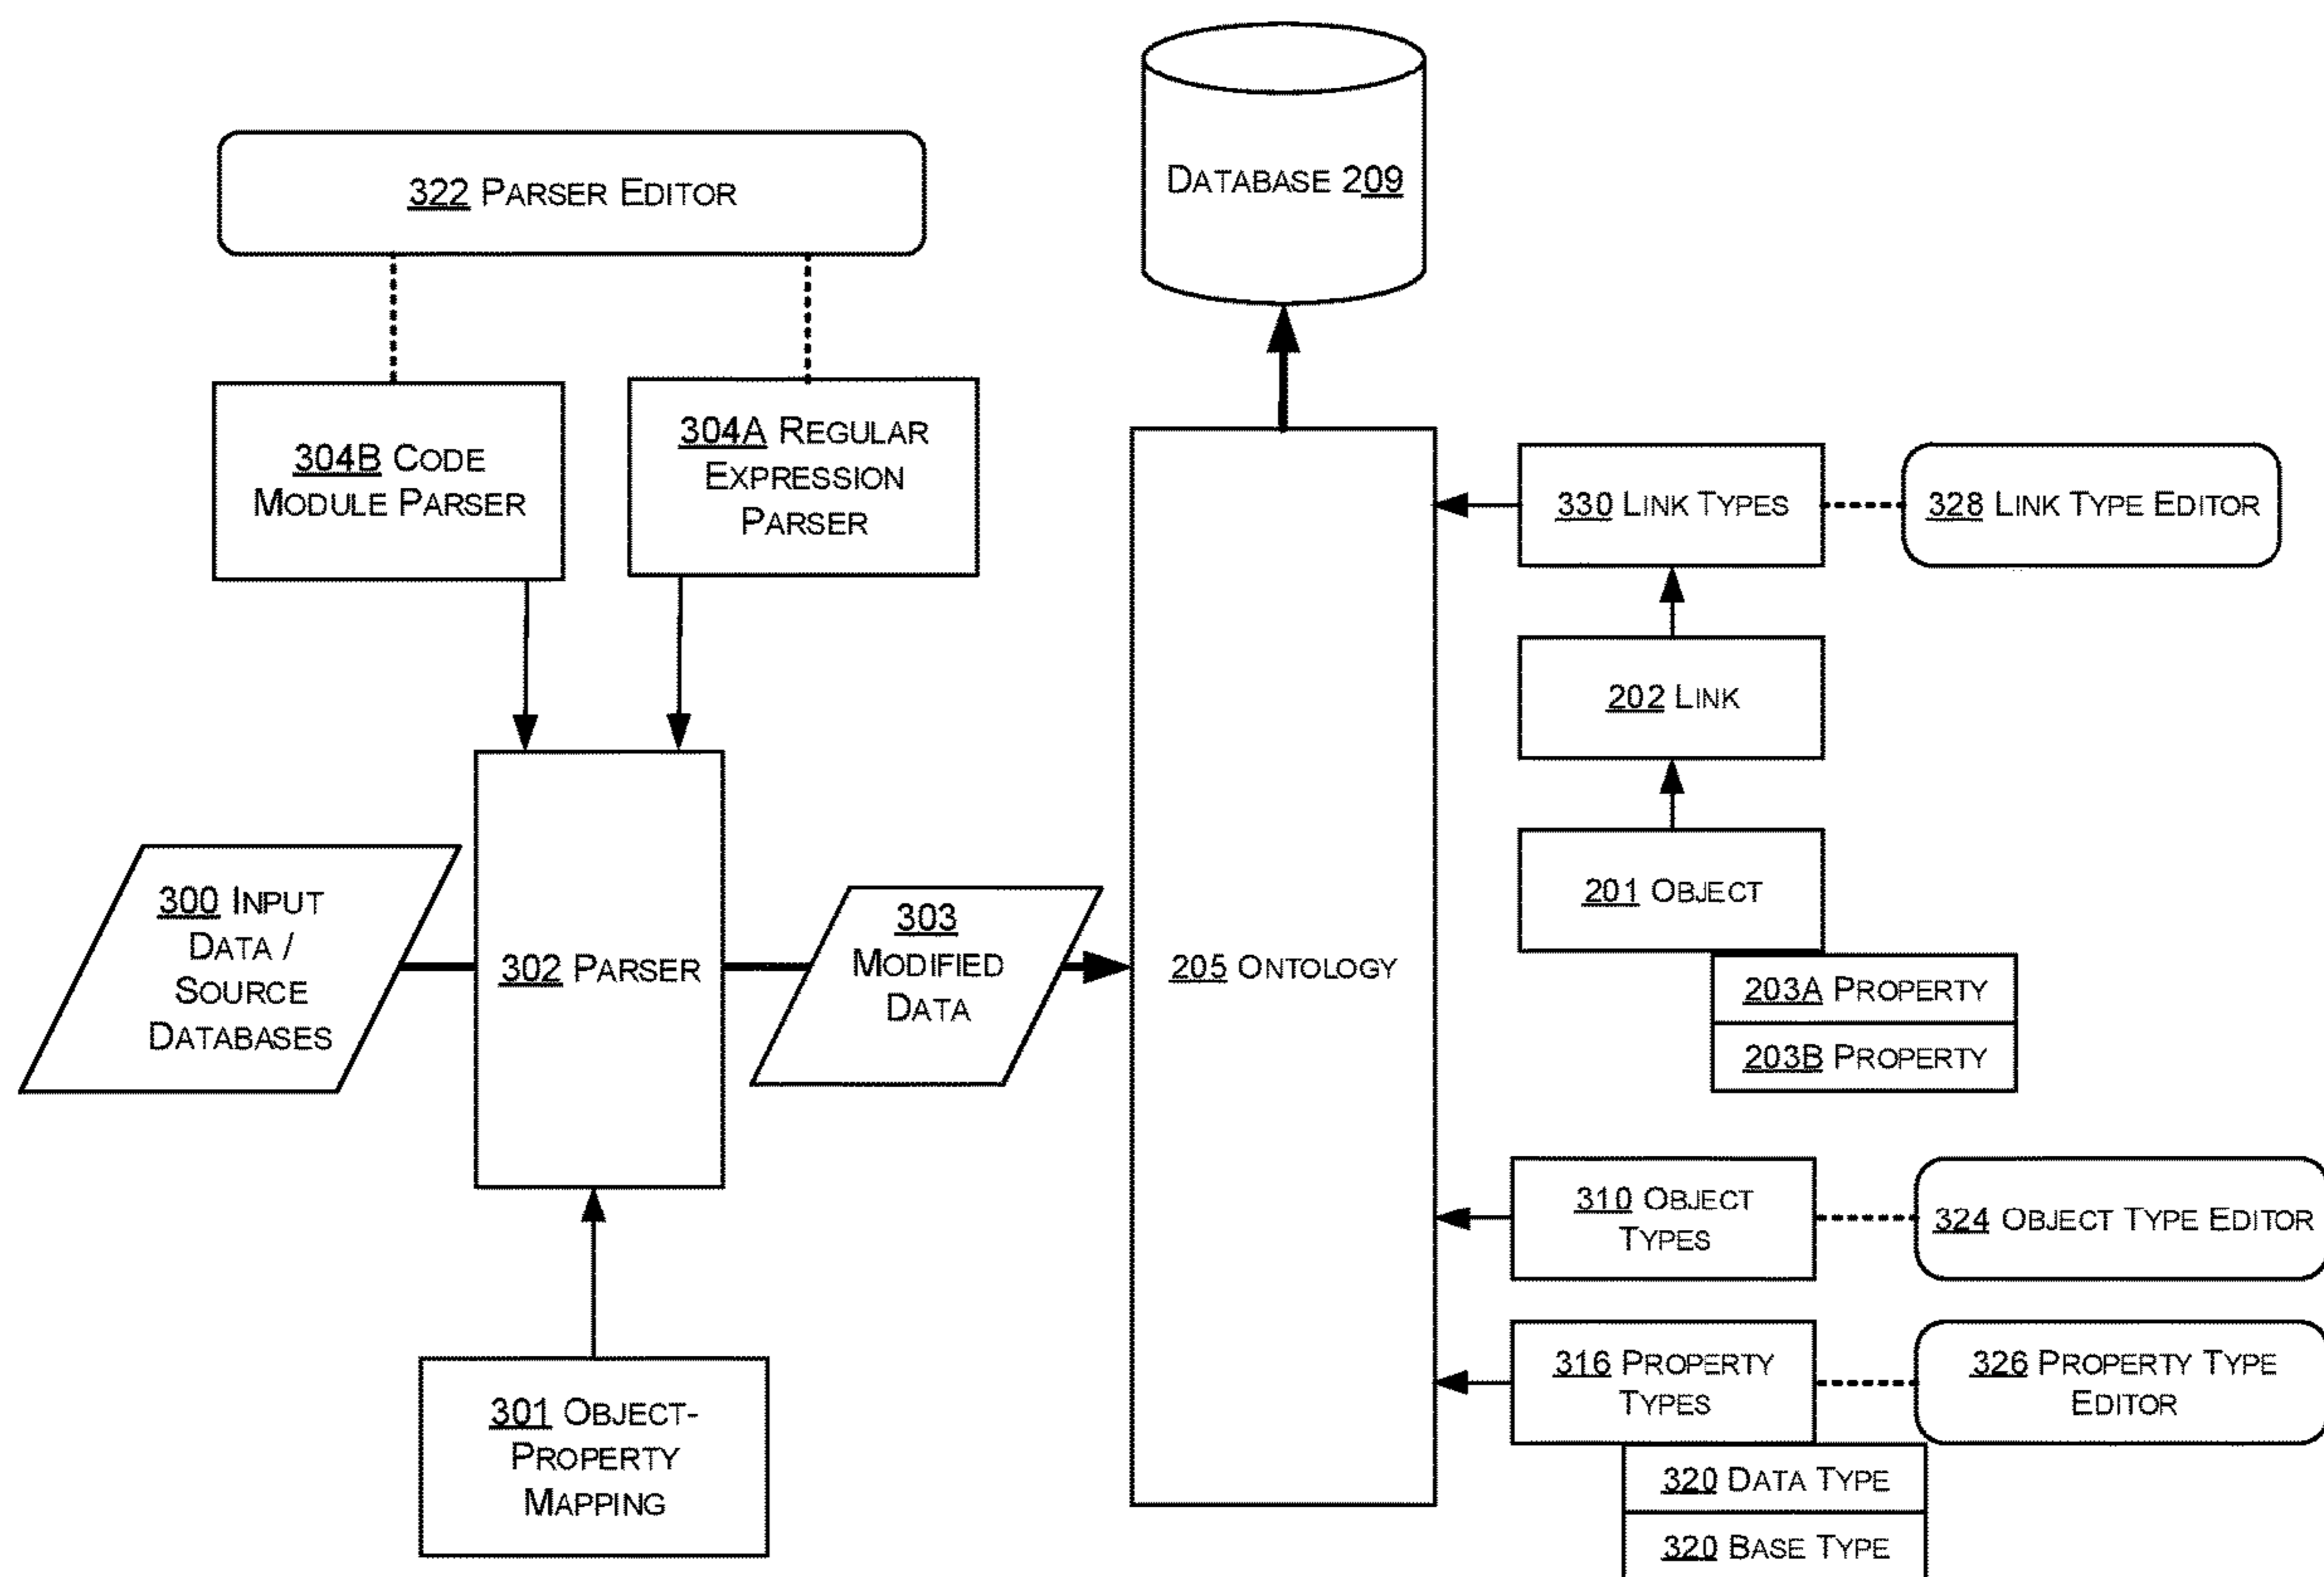 DATABASE 209
322 PARSER EDITOR
304B CODE
MODULE PARSER
304A REGULAR
EXPRESSION
PARSER
330 LINK TYPES
328 LINK TYPE EDITOR
202 LINK
300 INPUT
DATA /
SOURCE
DATABASES
302 PARSER
303
MODIFIED
DATA
205 ONTOLOGY
201 OBJECT
203A PROPERTY
203B PROPERTY
310 OBJECT
TYPES
324 OBJECT TYPE EDITOR
316 PROPERTY
TYPES
326 PROPERTY TYPE
EDITOR
301 OBJECT-
PROPERTY
MAPPING
320 DATA TYPE
320 BASE TYPE